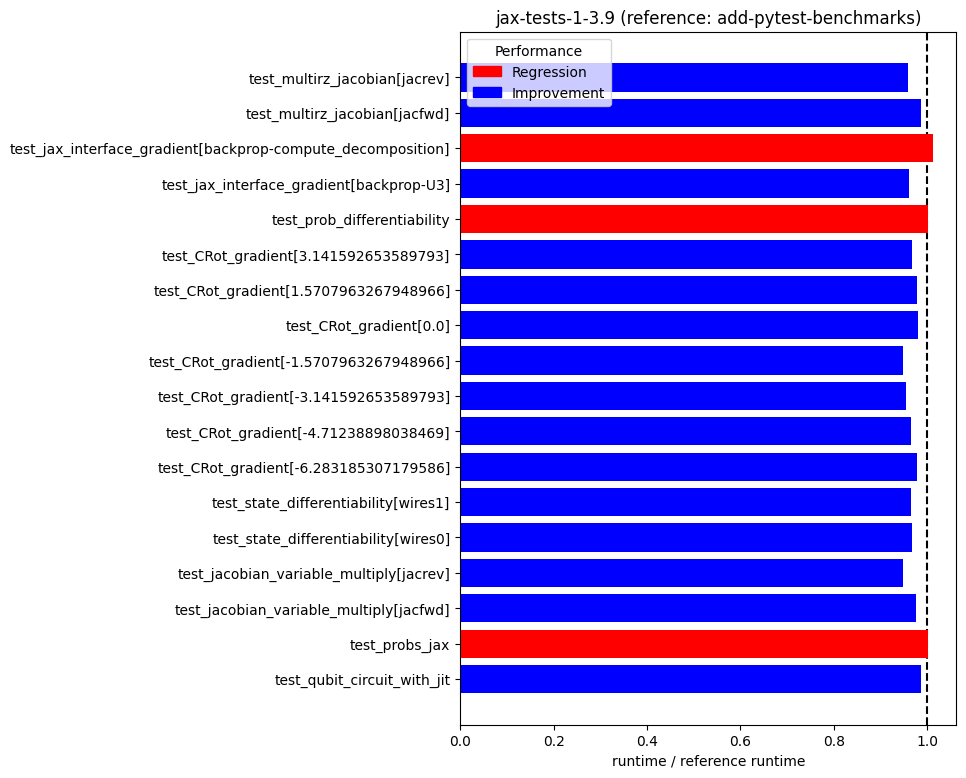 jax-tests-1-3.9 (reference: add-pytest-benchmarks)
Performance
Regression
Improvement
test_multirz_jacobian[jacrev]
test_multirz_jacobian[jacfwd]
test_jax_interface_gradient[backprop-compute_decomposition]
test_jax_interface_gradient[backprop-U3]
test_prob_differentiability
test_CRot_gradient[3.141592653589793]
test_CRot_gradient[1.5707963267948966]
test_CRot_gradient[0.0]
test_CRot_gradient[-1.5707963267948966]
test_CRot_gradient[-3.141592653589793]
test_CRot_gradient[-4.71238898038469]
test_CRot_gradient[-6.283185307179586]
test_state_differentiability[wires1]
test_state_differentiability[wires0]
test_jacobian_variable_multiply[jacrev]
test_jacobian_variable_multiply[jacfwd]
test_probs_jax
test_qubit_circuit_with_jit
0.0 0.2 0.4 0.6 0.8 1.0
runtime / reference runtime